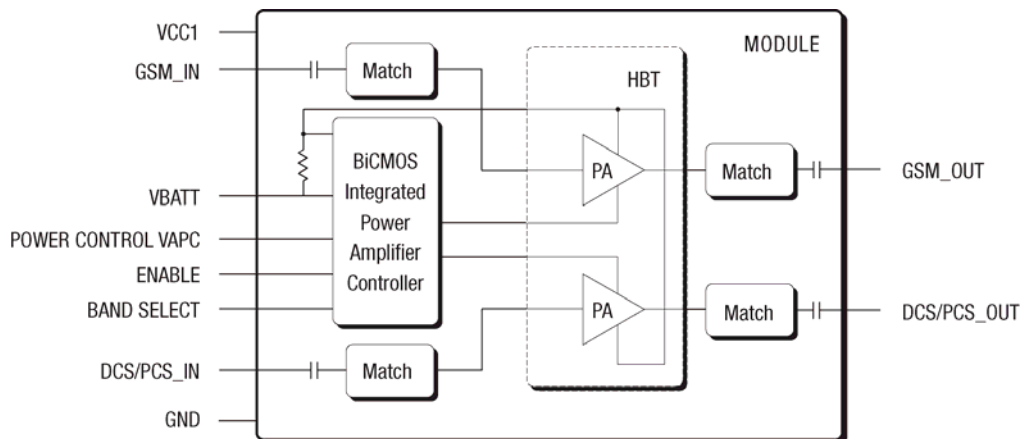 VCC1
GSM_IN
VBATT
POWER CONTROL VAPC
ENABLE
BAND SELECT
DCS/PCS_IN
GND
Match
BiCMOS
Integrated
Power
Amplifier
Controller
Match
HBT
PA
PA
MODULE
Match
Match
GSM_OUT
DCS/PCS_OUT